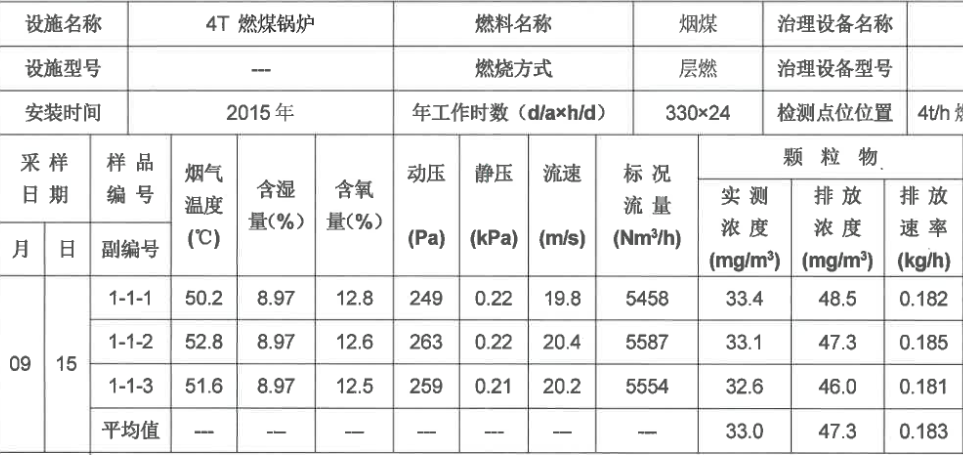 设施名称 4T 燃煤锅炉 燃料名称 烟煤 治理设备名称
设施型号 --- 燃烧方式 层燃 治理设备型号
安装时间 2015年 年工作时数（d/a×h/d） 330×24 检测点位位置 4t/h
采样日期 样品编号 烟气温度(℃) 含湿量(%) 含氧量(%) 动压(Pa) 静压(kPa) 流速(m/s) 标况流量(Nm³/h) 颗粒物
实测浓度(mg/m³) 排放浓度(mg/m³) 排放速率(kg/h)
月 日 副编号
09 15 1-1-1 50.2 8.97 12.8 249 0.22 19.8 5458 33.4 48.5 0.182
1-1-2 52.8 8.97 12.6 263 0.22 20.4 5587 33.1 47.3 0.185
1-1-3 51.6 8.97 12.5 259 0.21 20.2 5554 32.6 46.0 0.181
平均值 --- --- --- --- --- --- --- 33.0 47.3 0.183